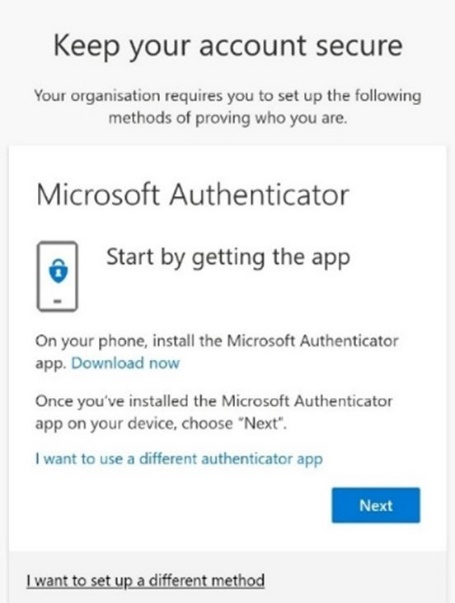 Keep your account secure
Your organisation requires you to set up the following
methods of proving who you are.
Microsoft Authenticator
Start by getting the app
On your phone, install the Microsoft Authenticator
app. Download now
Once you've installed the Microsoft Authenticator
app on your device, choose "Next".
I want to use a different authenticator app
Next
I want to set up a different method